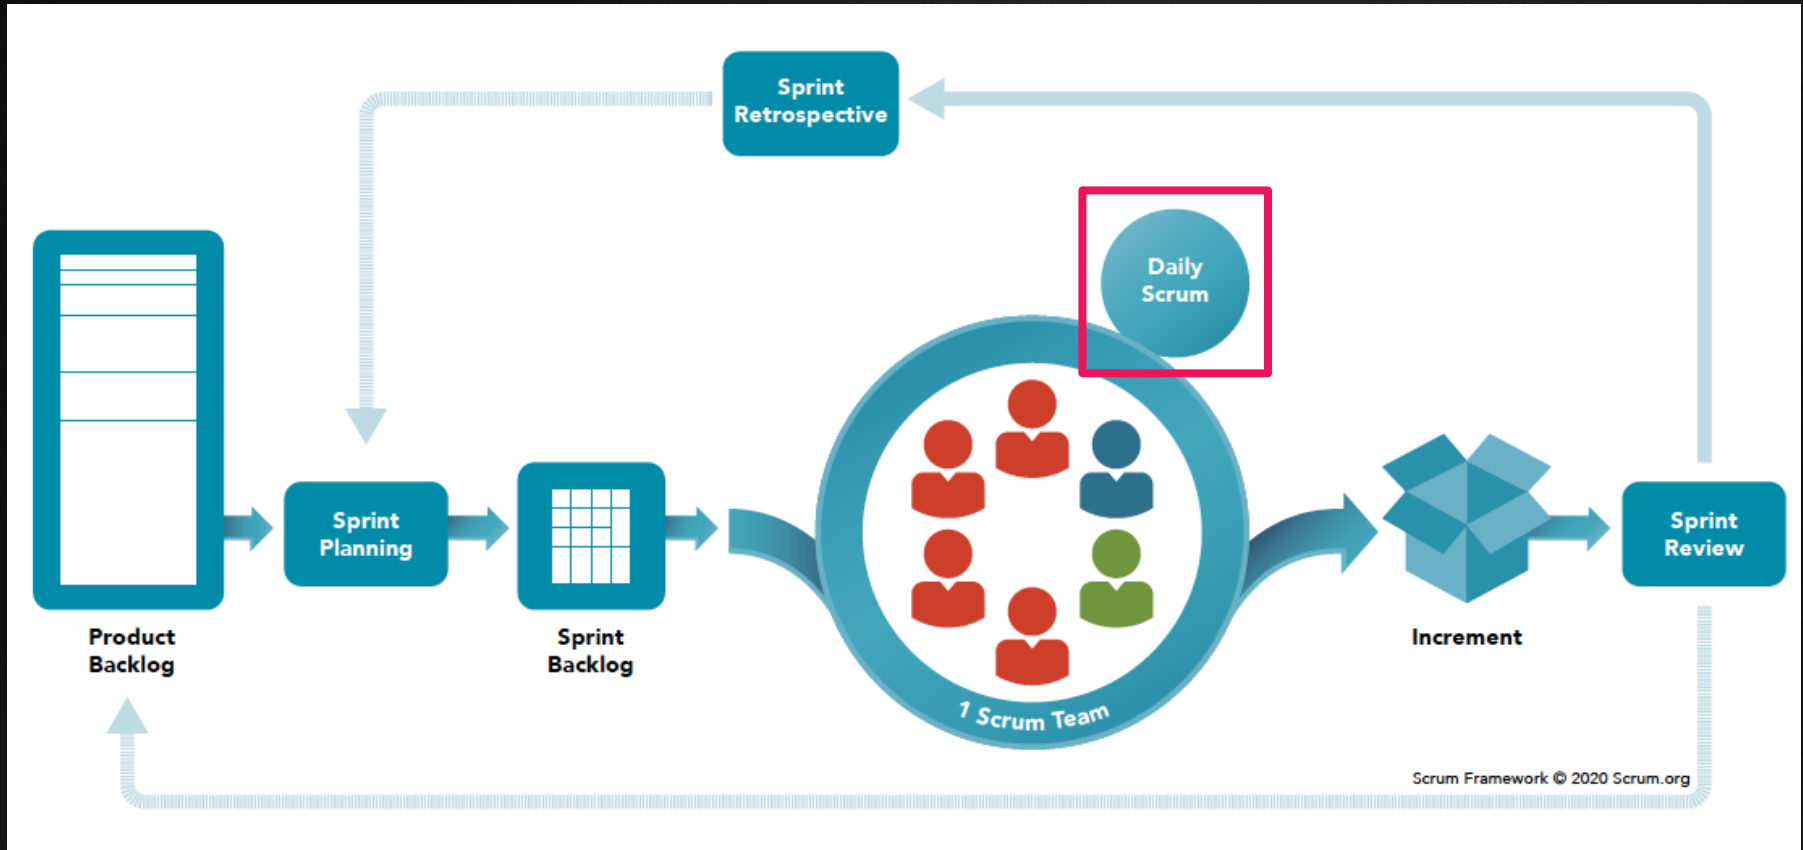 Sprint
Retrospective
Daily
Scrum
Sprint
Planning
Sprint
Review
Product
Backlog
Sprint
Backlog
Increment
1 Scrum Team
Scrum Framework © 2020 Scrum.org